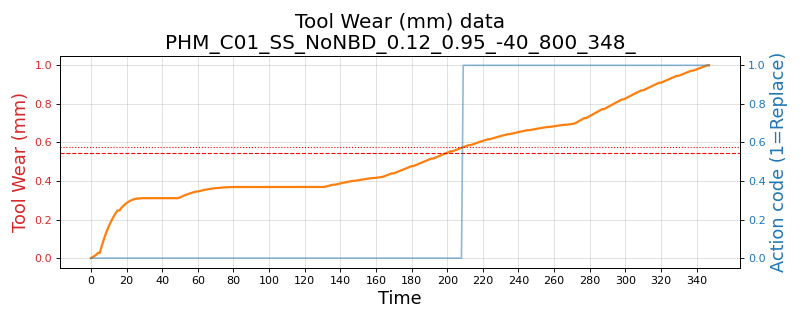 Tool Wear (mm) data
PHM_C01_SS_NoNBD_0.12_0.95_-40_800_348_
Tool Wear (mm)
1.0
0.8
0.6
0.4
0.2
0.0
1.0
0.8
0.6
0.4
0.2
0.0
Action code (1=Replace)
0 20 40 60 80 100 120 140 160 180 200 220 240 260 280 300 320 340
Time